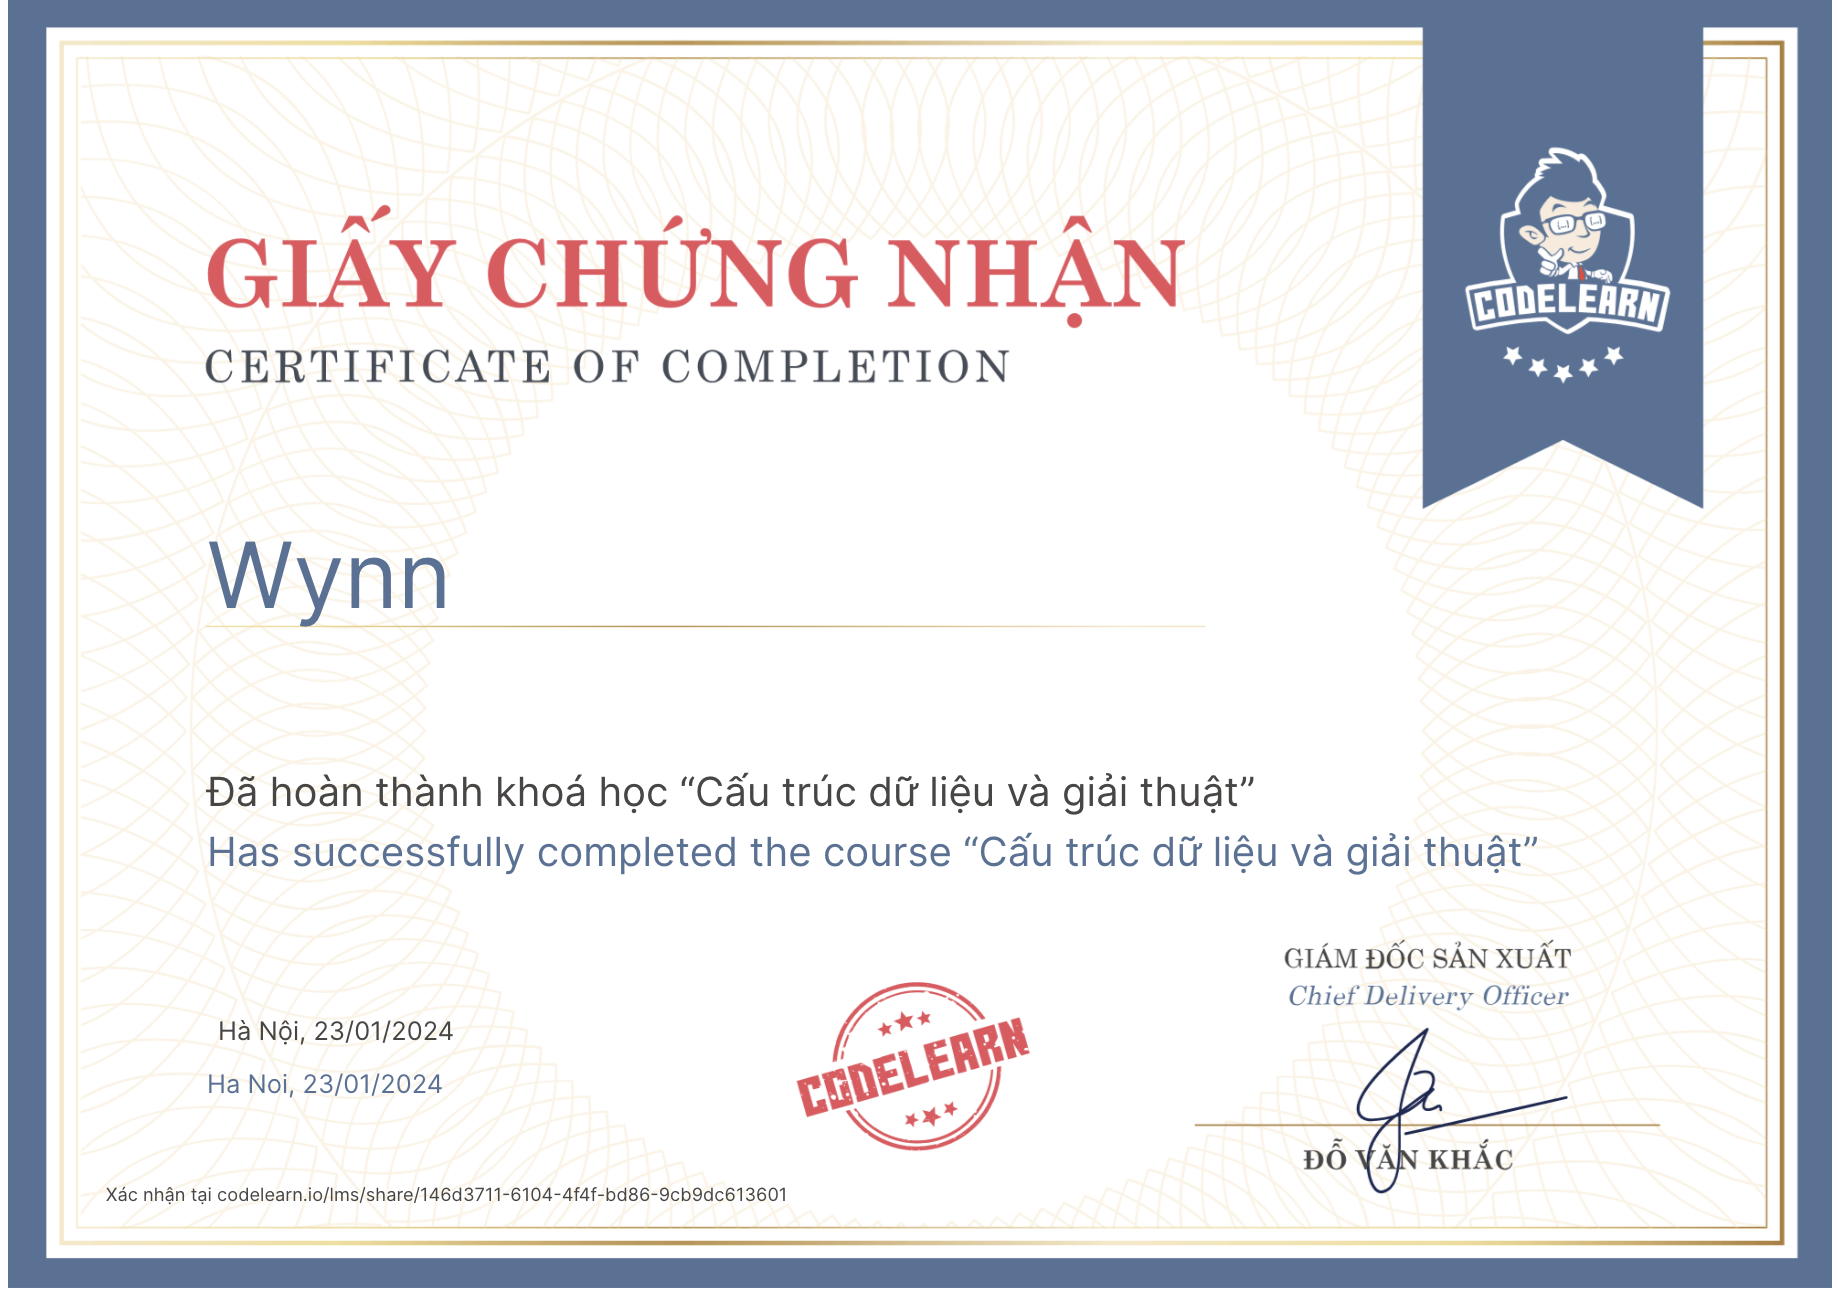 GIẤY CHỨNG NHẬN
CERTIFICATE OF COMPLETION
CODELEARN
Wynn
Đã hoàn thành khoá học “Cấu trúc dữ liệu và giải thuật”
Has successfully completed the course “Cấu trúc dữ liệu và giải thuật”
GIÁM ĐỐC SẢN XUẤT
Chief Delivery Officer
Hà Nội, 23/01/2024
Ha Noi, 23/01/2024
CODELEARN
ĐỖ VĂN KHẮC
Xác nhận tại codelearn.io/lms/share/146d3711-6104-4f4f-bd86-9cb9dc613601